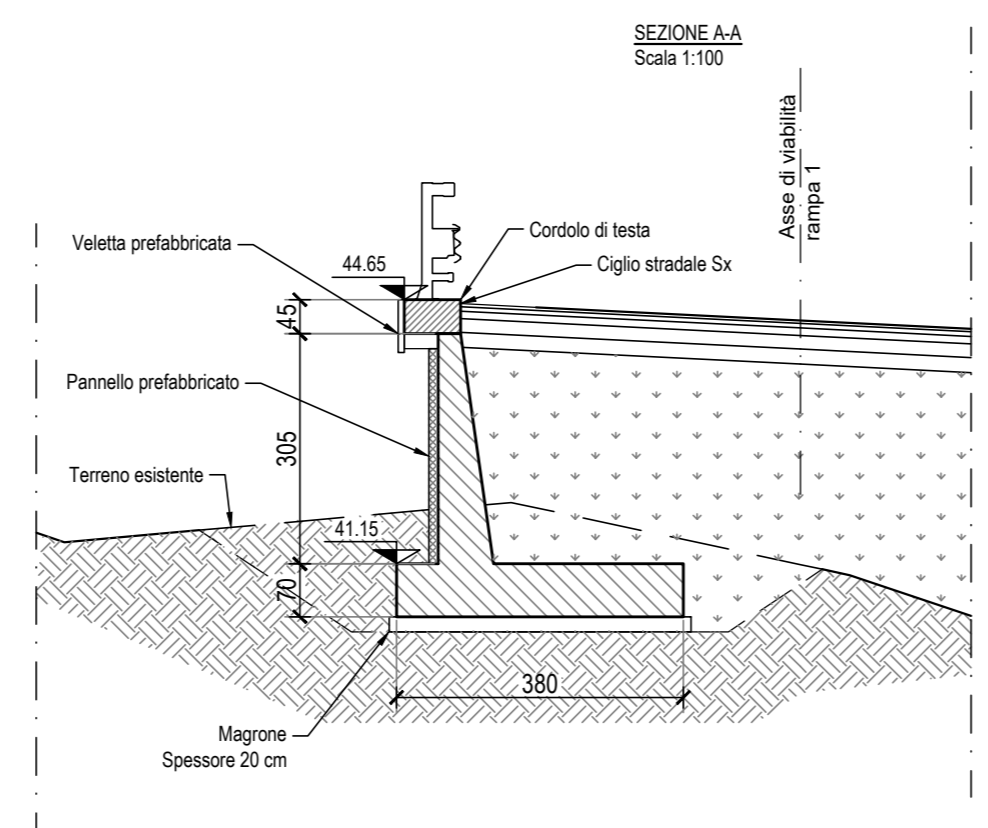 SEZIONE A-A
Scala 1:100
Asse di viabilità
rampa 1
Veletta prefabbricata
44.65
Cordolo di testa
Ciglio stradale Sx
45
Pannello prefabbricato
305
Terreno esistente
41.15
70
380
Magrone
Spessore 20 cm